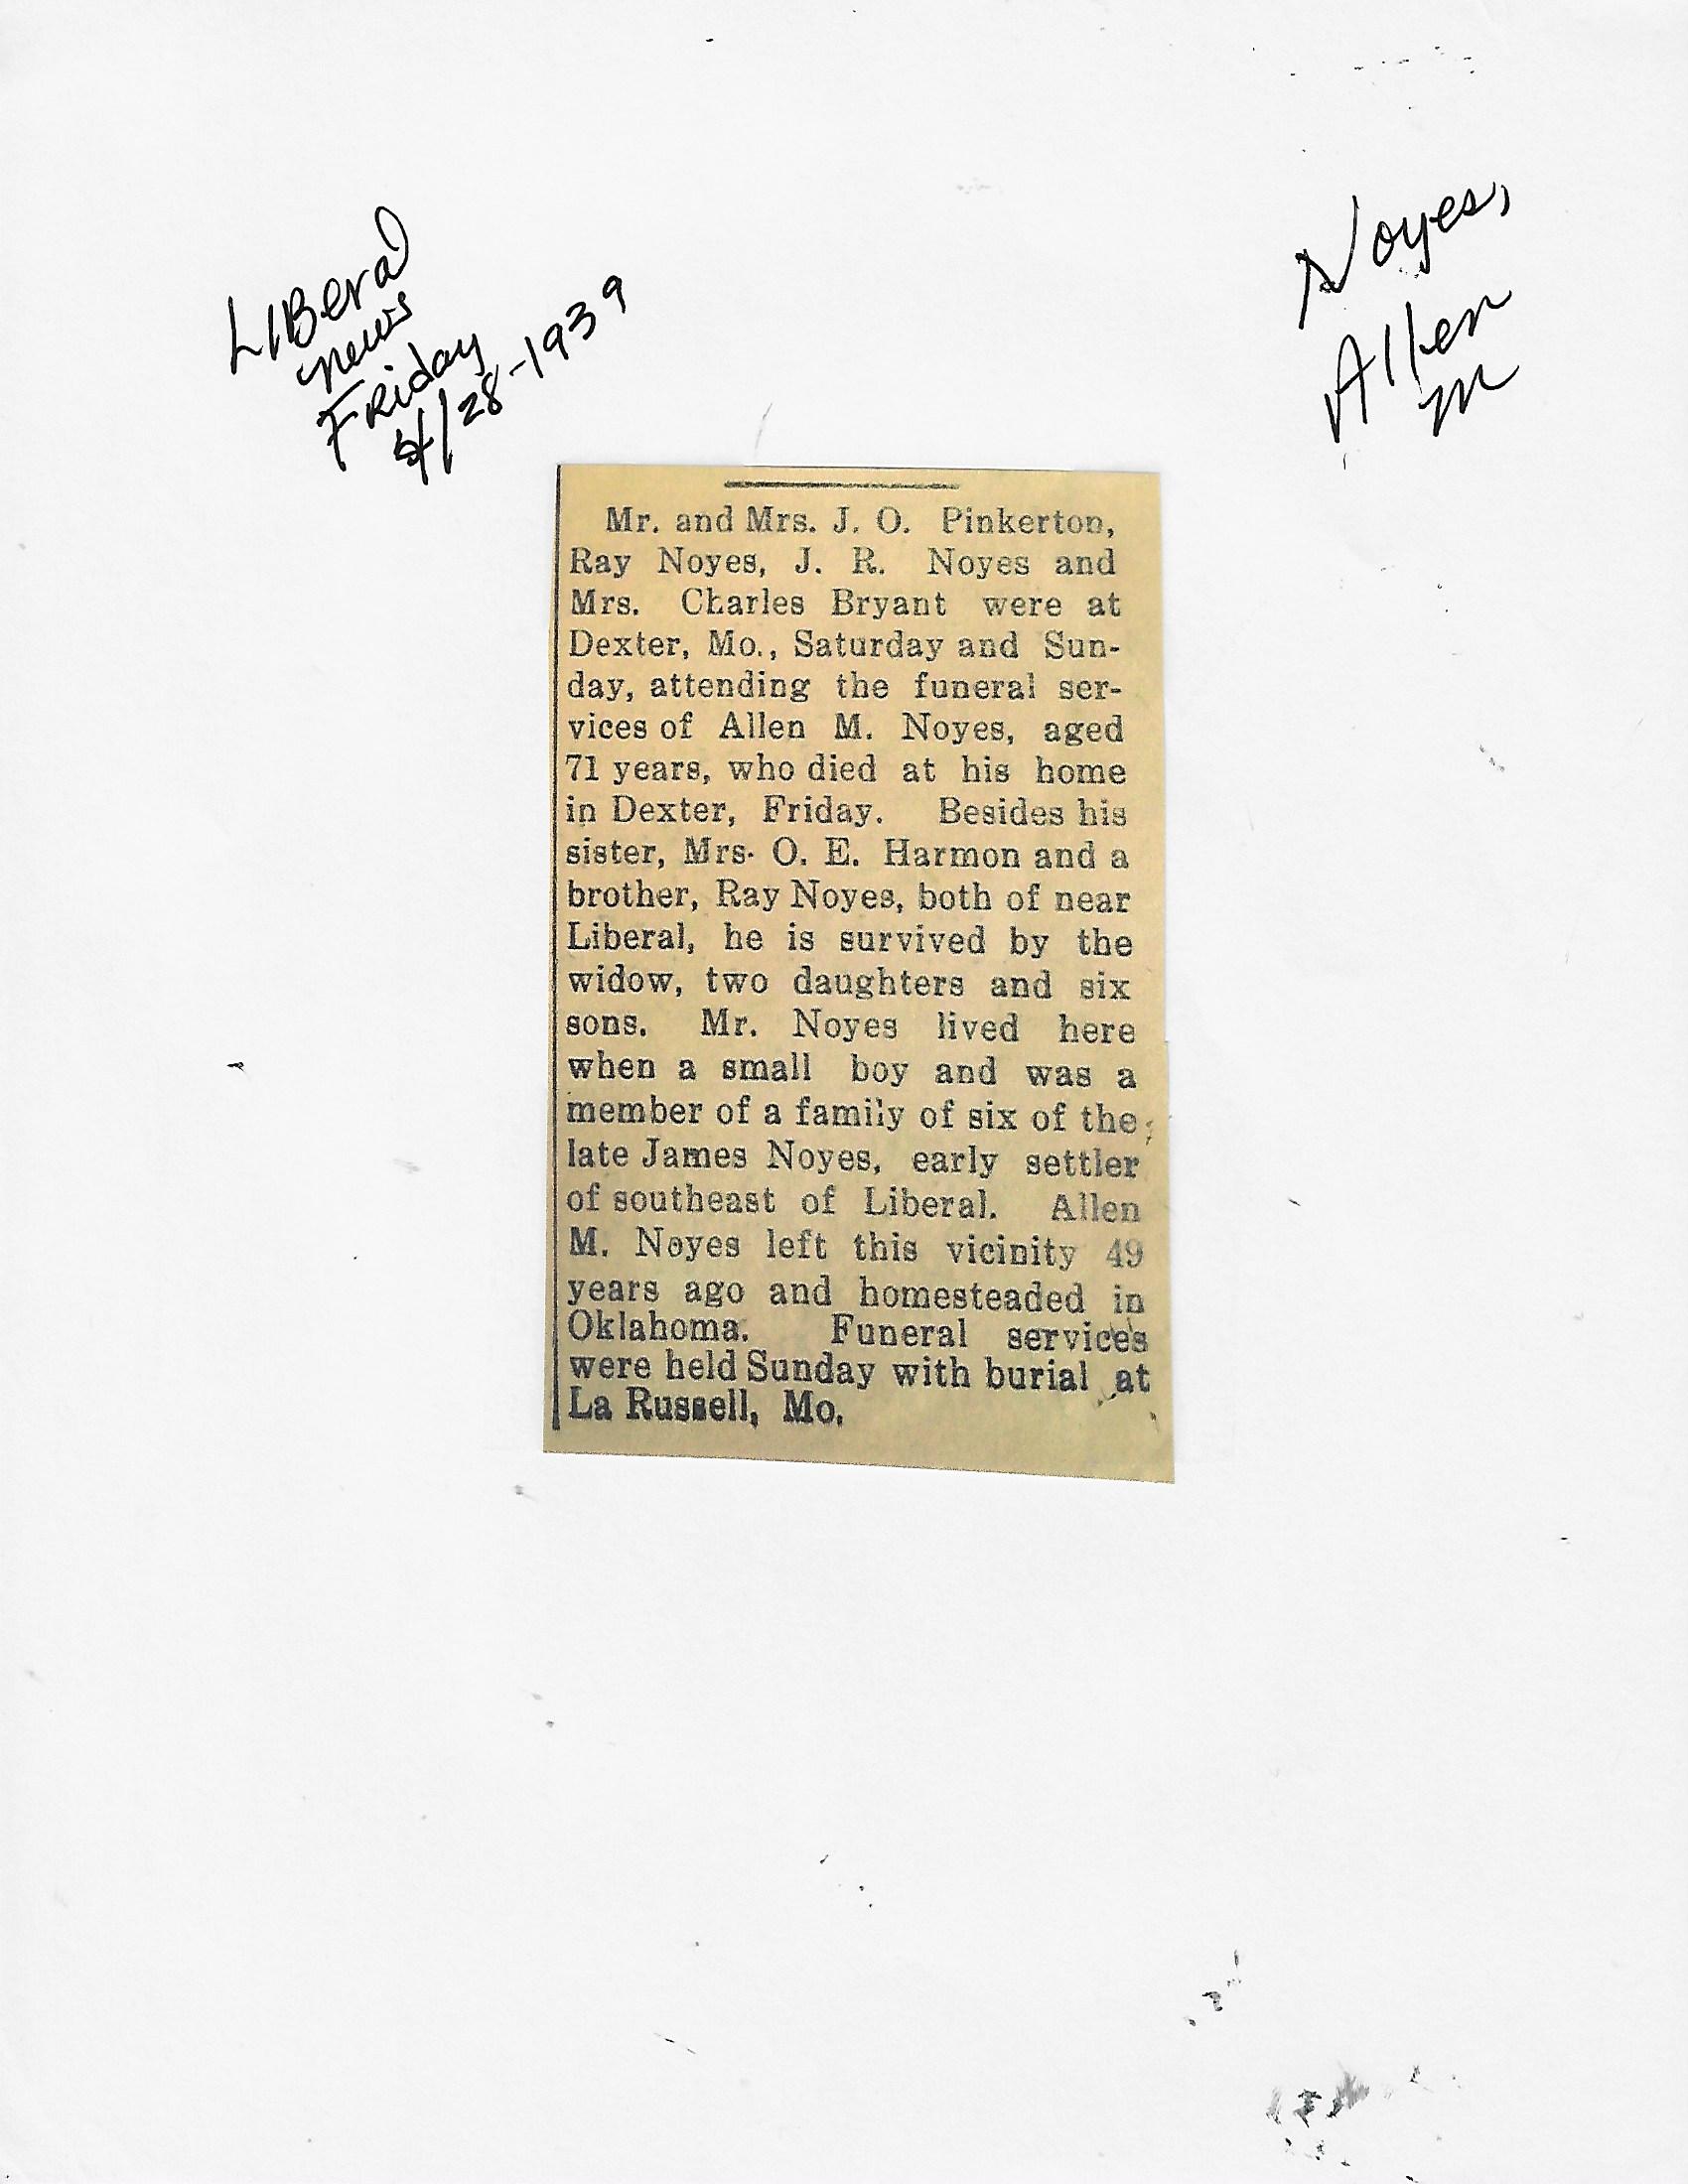 LIBeral
news
FRiday
4/28-1939
Noyes,
Allen
m
Mr. and Mrs. J. O. Pinkerton,
Ray Noyes, J. R. Noyes and
Mrs. Charles Bryant were at
Dexter, Mo., Saturday and Sun-
day, attending the funeral ser-
vices of Allen M. Noyes, aged
71 years, who died at his home
in Dexter, Friday. Besides his
sister, Mrs. O. E. Harmon and a
brother, Ray Noyes, both of near
Liberal, he is survived by the
widow, two daughters and six
sons. Mr. Noyes lived here
when a small boy and was a
member of a family of six of the
late James Noyes, early settler
of southeast of Liberal. Allen
M. Noyes left this vicinity 49
years ago and homesteaded in
Oklahoma. Funeral services
were held Sunday with burial at
La Russell, Mo.